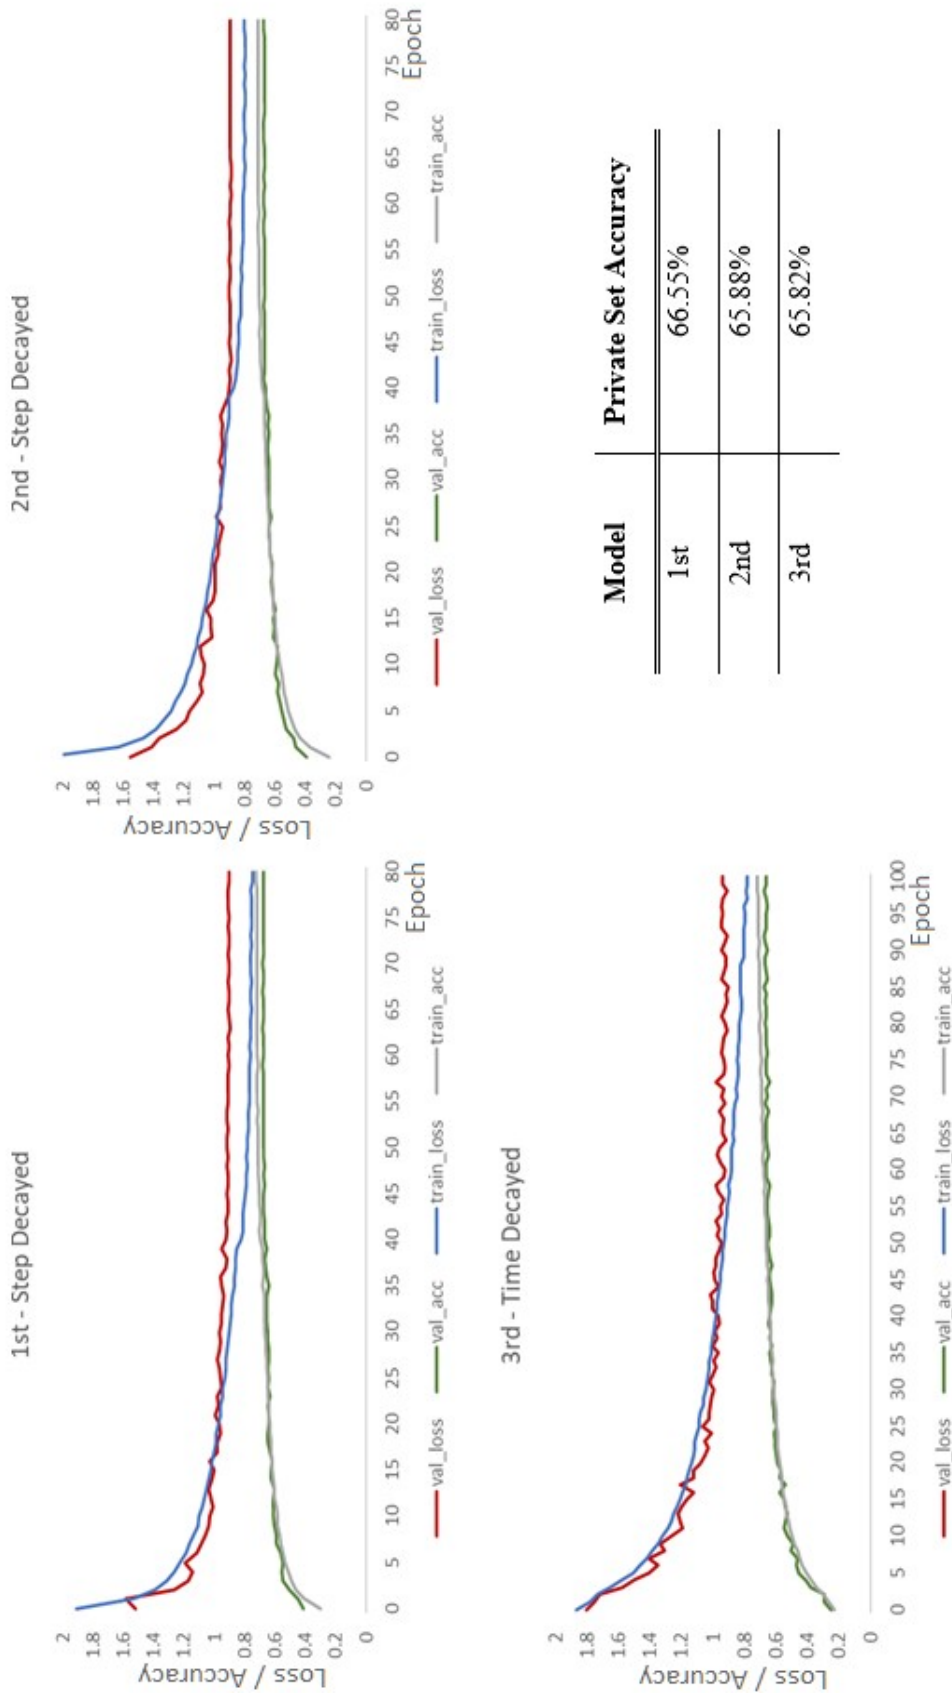 1st - Step Decayed
Loss / Accuracy
2
1.8
1.6
1.4
1.2
1
0.8
0.6
0.4
0.2
0
0 5 10 15 20 25 30 35 40 45 50 55 60 65 70 75 80
Epoch
val_loss val_acc train_loss train_acc
2nd - Step Decayed
Loss / Accuracy
2
1.8
1.6
1.4
1.2
1
0.8
0.6
0.4
0.2
0
0 5 10 15 20 25 30 35 40 45 50 55 60 65 70 75 80
Epoch
val_loss val_acc train_loss train_acc
3rd - Time Decayed
Loss / Accuracy
2
1.8
1.6
1.4
1.2
1
0.8
0.6
0.4
0.2
0
0 5 10 15 20 25 30 35 40 45 50 55 60 65 70 75 80 85 90 95 100
Epoch
val_loss val_acc train_loss train_acc
Model Private Set Accuracy
1st 66.55%
2nd 65.88%
3rd 65.82%